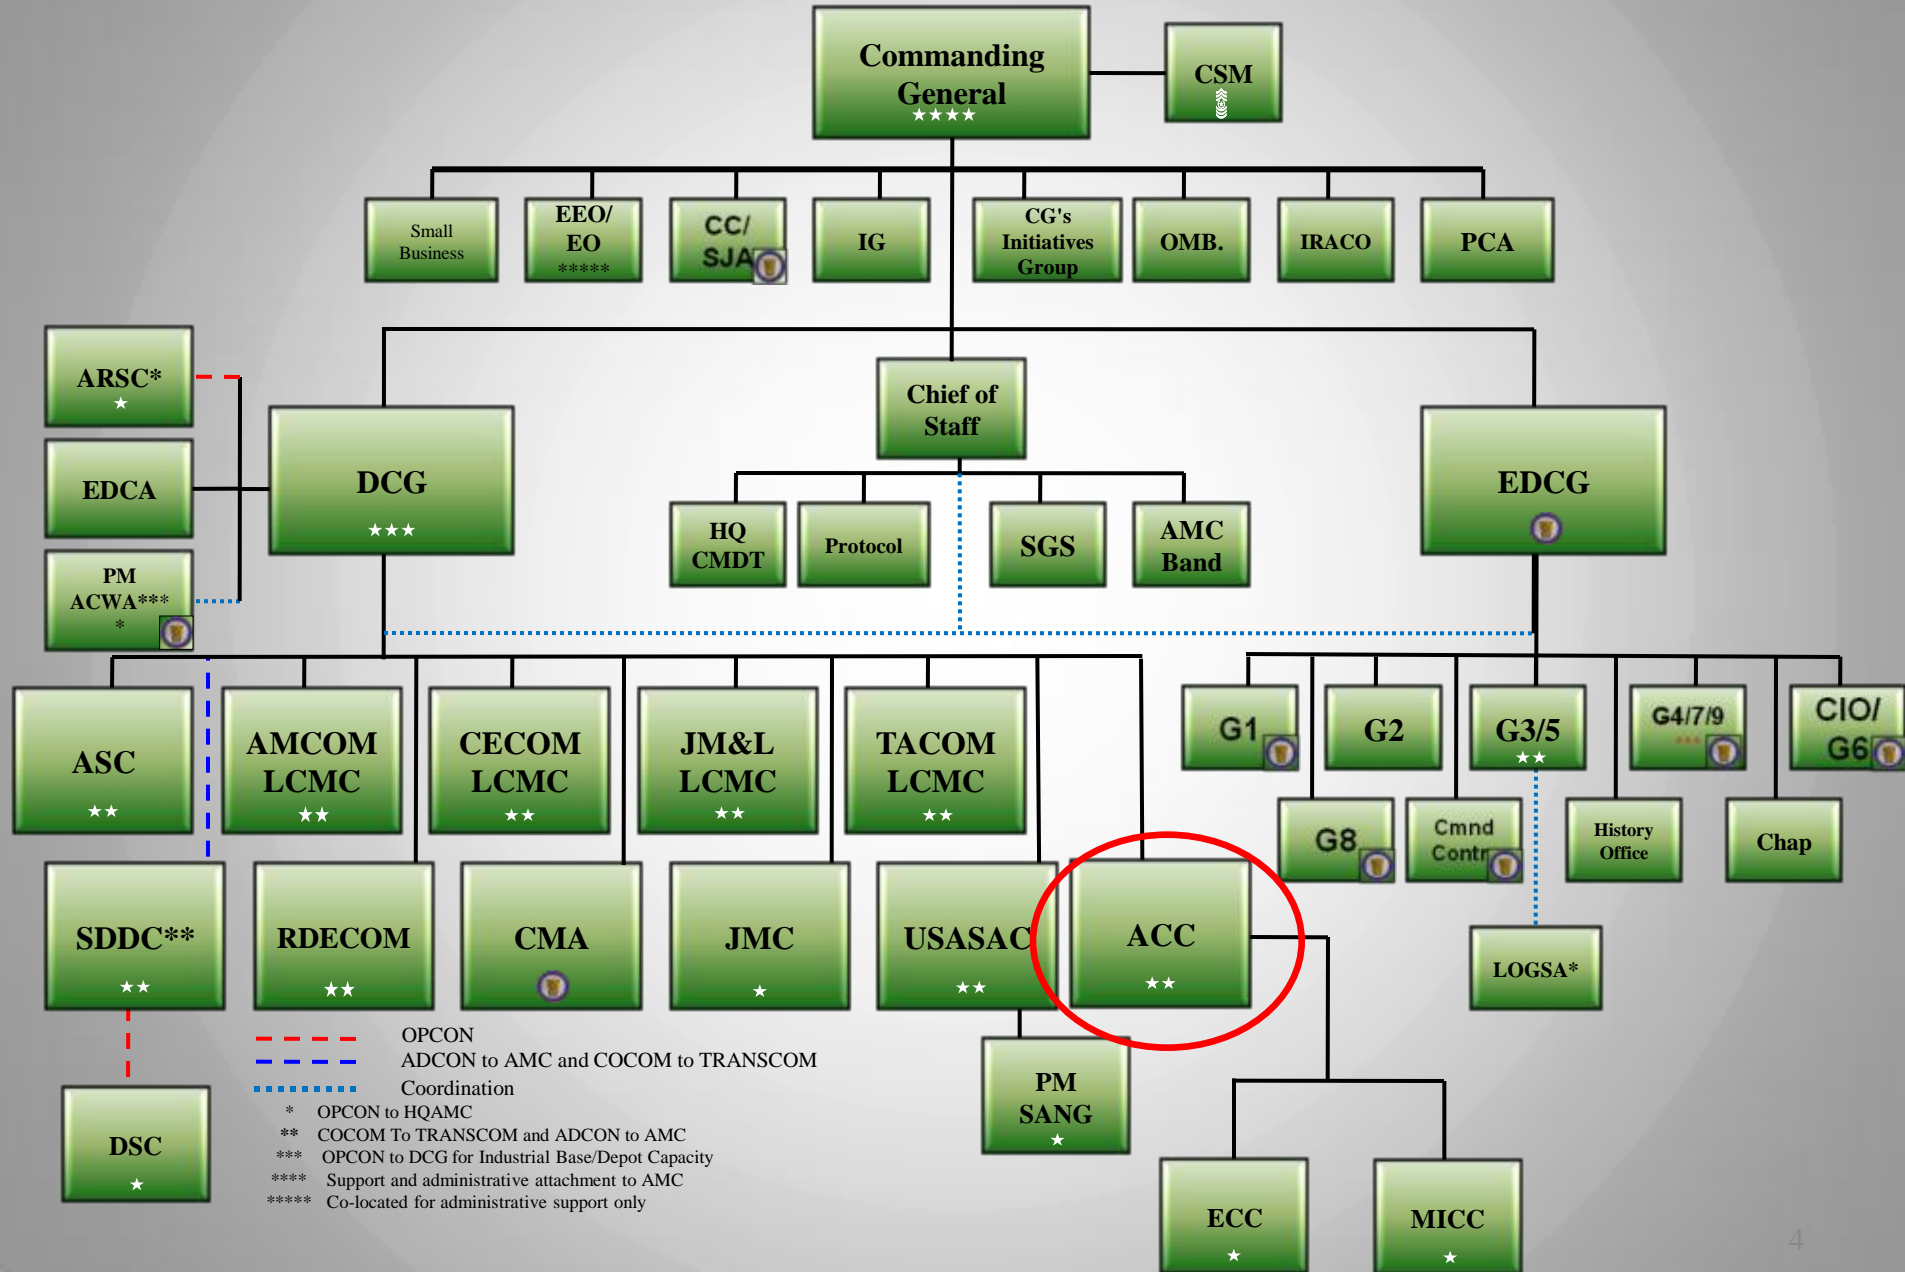 Commanding
General
★★★★
CSM
Small
Business
EEO/
EO
*****
CC/
SJA
IG
CG's
Initiatives
Group
OMB.
IRACO
PCA
ARSC*
★
EDCA
PM
ACWA***
*
DCG
★★★
Chief of
Staff
HQ
CMDT
Protocol
SGS
AMC
Band
EDCG
ASC
★★
AMCOM
LCMC
★★
CECOM
LCMC
★★
JM&L
LCMC
★★
TACOM
LCMC
★★
G1
G2
G3/5
★★
G4/7/9
***
CIO/
G6
G8
Cmnd
Contr
History
Office
Chap
SDDC**
★★
RDECOM
★★
CMA
JMC
★
USASAC
★★
ACC
★★
LOGSA*
OPCON
ADCON to AMC and COCOM to TRANSCOM
Coordination
* OPCON to HQAMC
** COCOM To TRANSCOM and ADCON to AMC
*** OPCON to DCG for Industrial Base/Depot Capacity
**** Support and administrative attachment to AMC
***** Co-located for administrative support only
DSC
★
PM
SANG
★
ECC
★
MICC
★
4